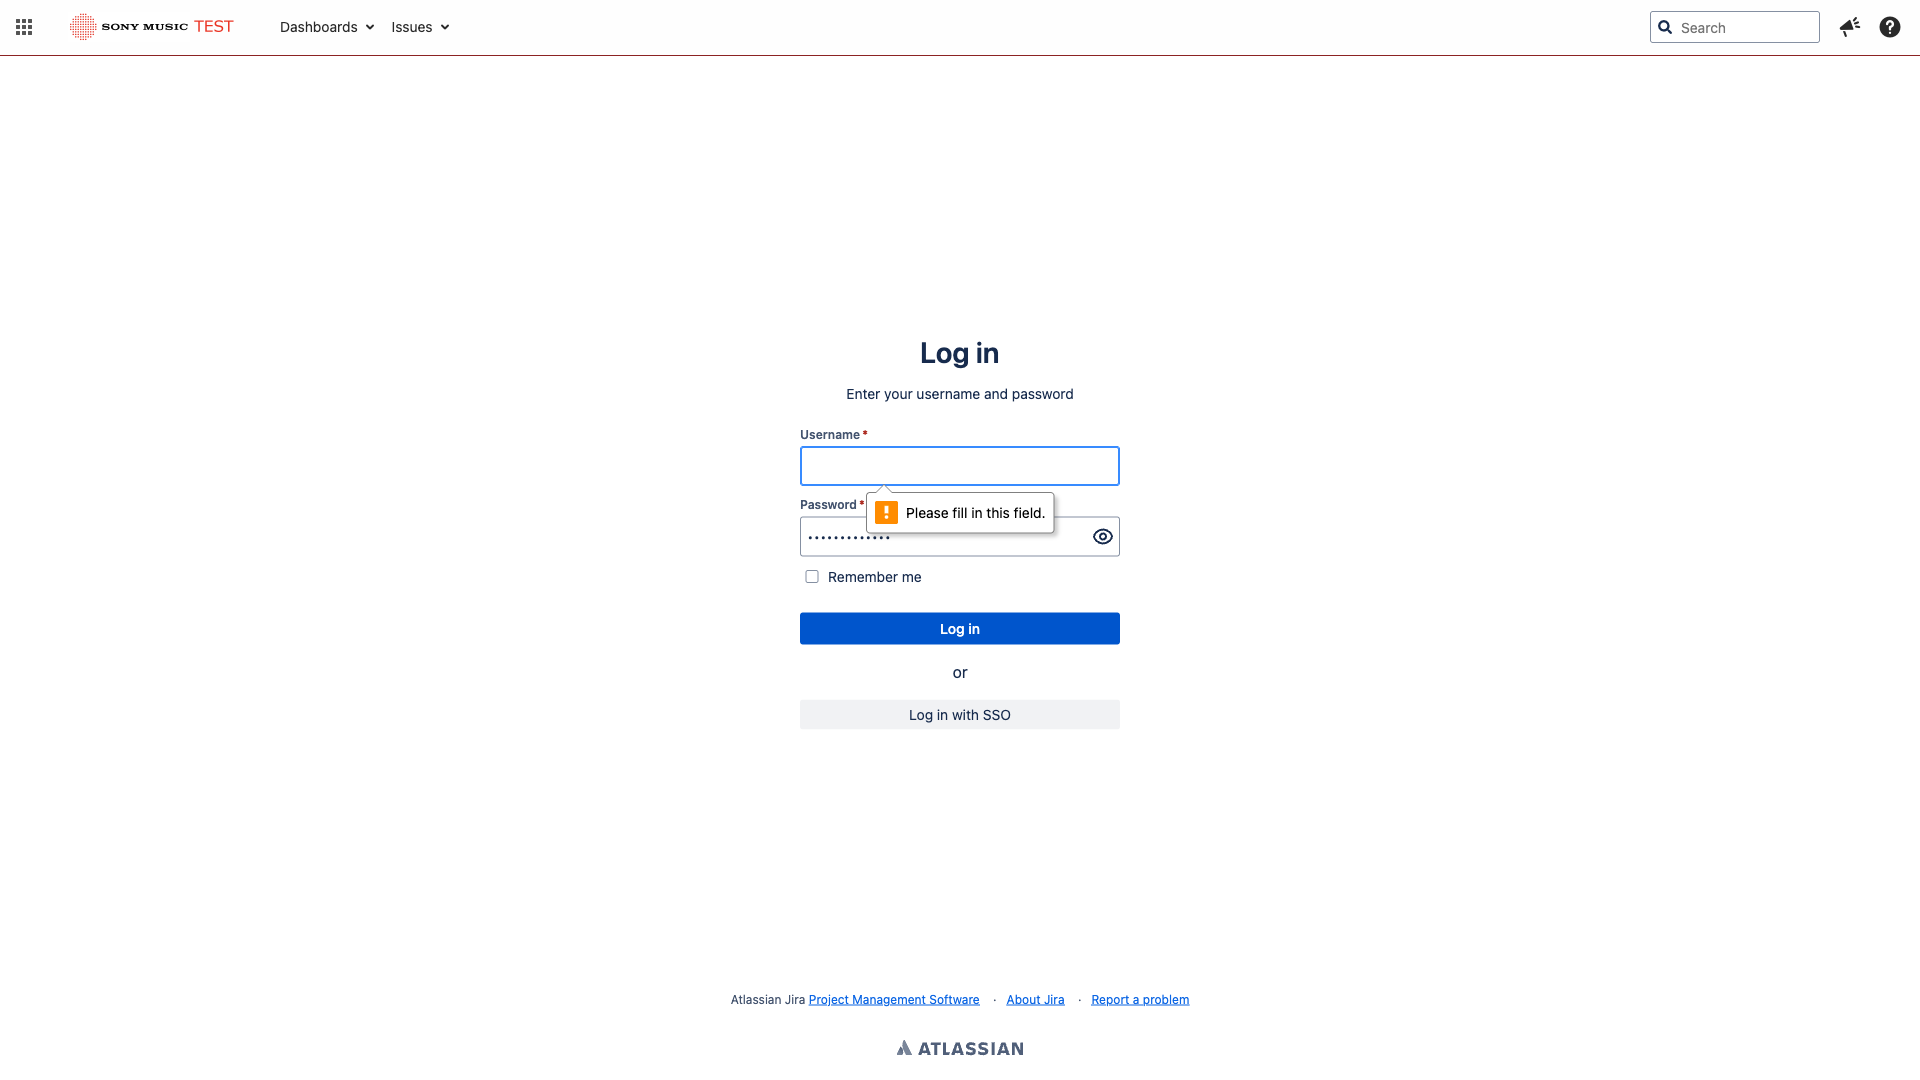 SONY MUSIC TEST
Dashboards
Issues
Search
Log in
Enter your username and password
Username *
Password *
Please fill in this field.
•••••••••••••
Remember me
Log in
or
Log in with SSO
Atlassian Jira Project Management Software · About Jira · Report a problem
ATLASSIAN